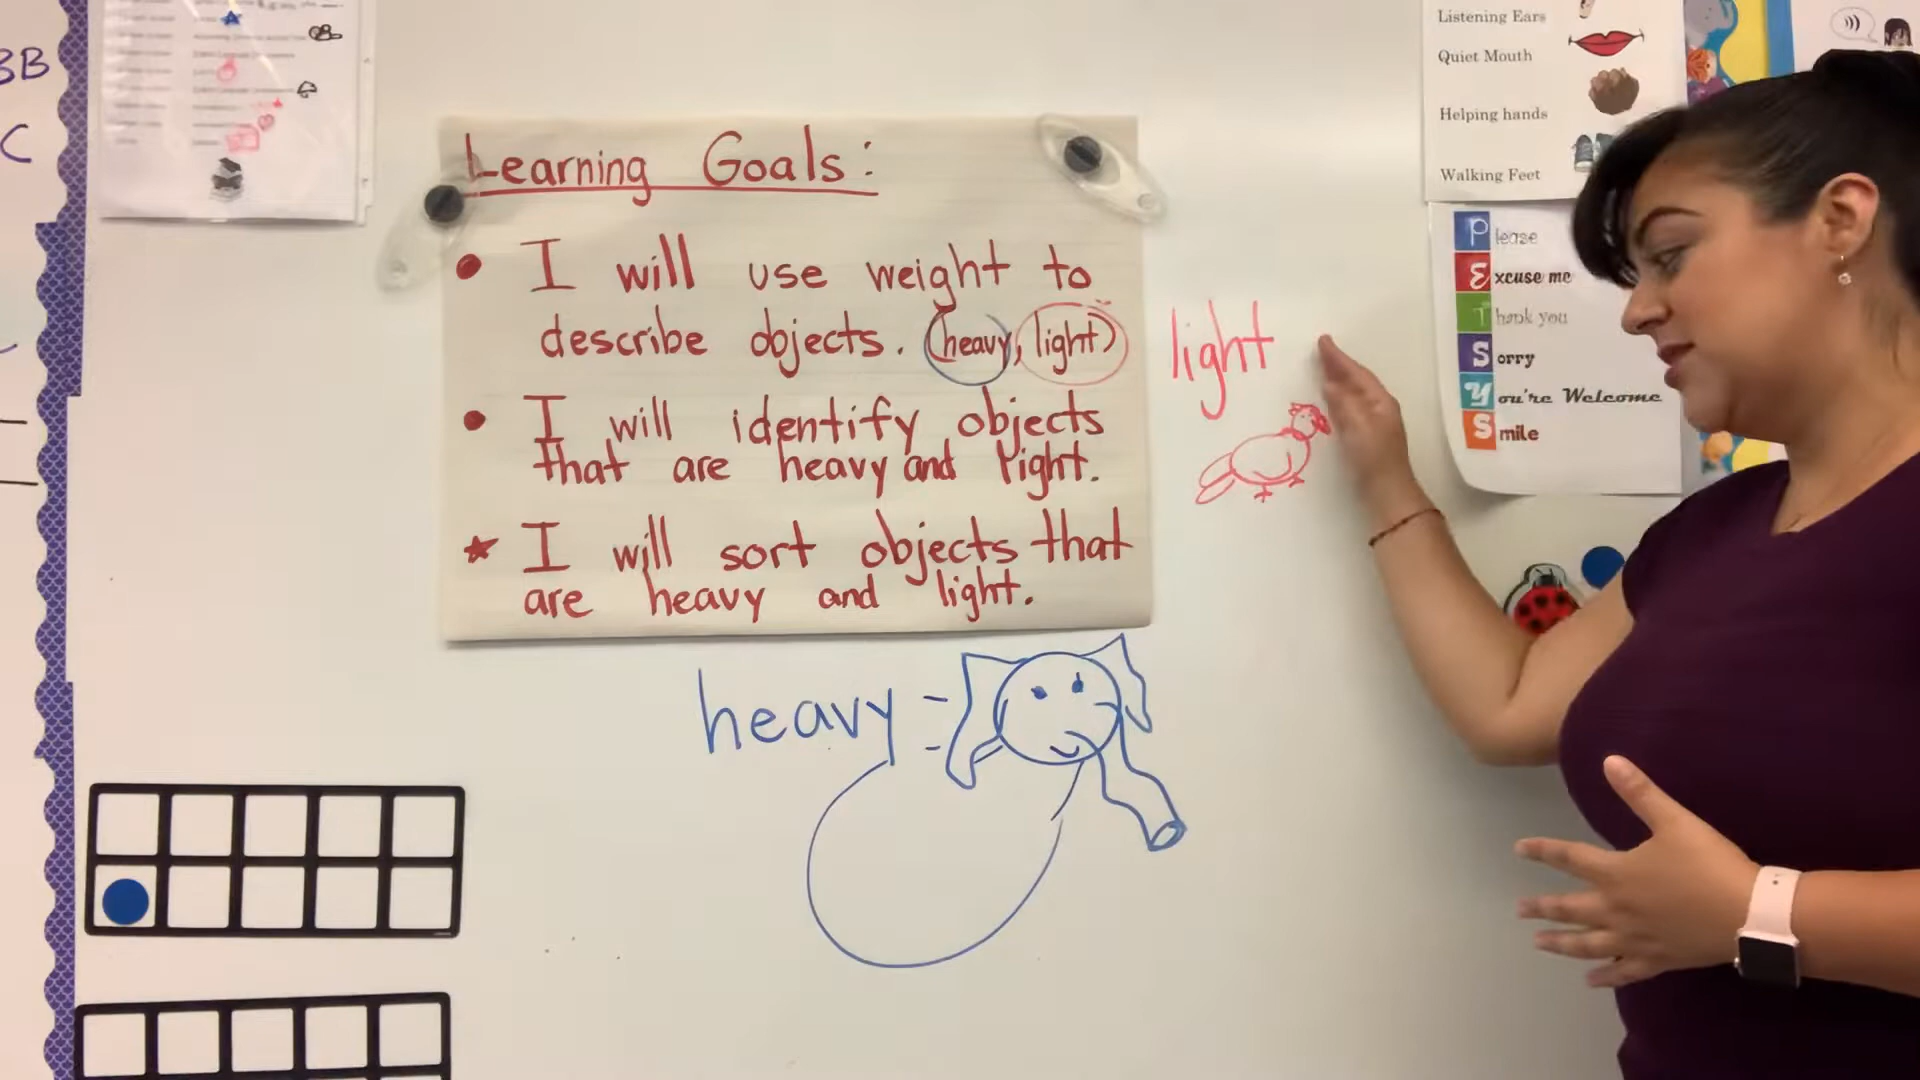 BB
C
Learning Goals:
• I will use weight to
describe objects. (heavy, light)
• I will identify objects
that are heavy and light.
★ I will sort objects that
are heavy and light.
light
heavy =
Listening Ears
Quiet Mouth
Helping hands
Walking Feet
Please
Excuse me
Thank you
Sorry
You're Welcome
Smile